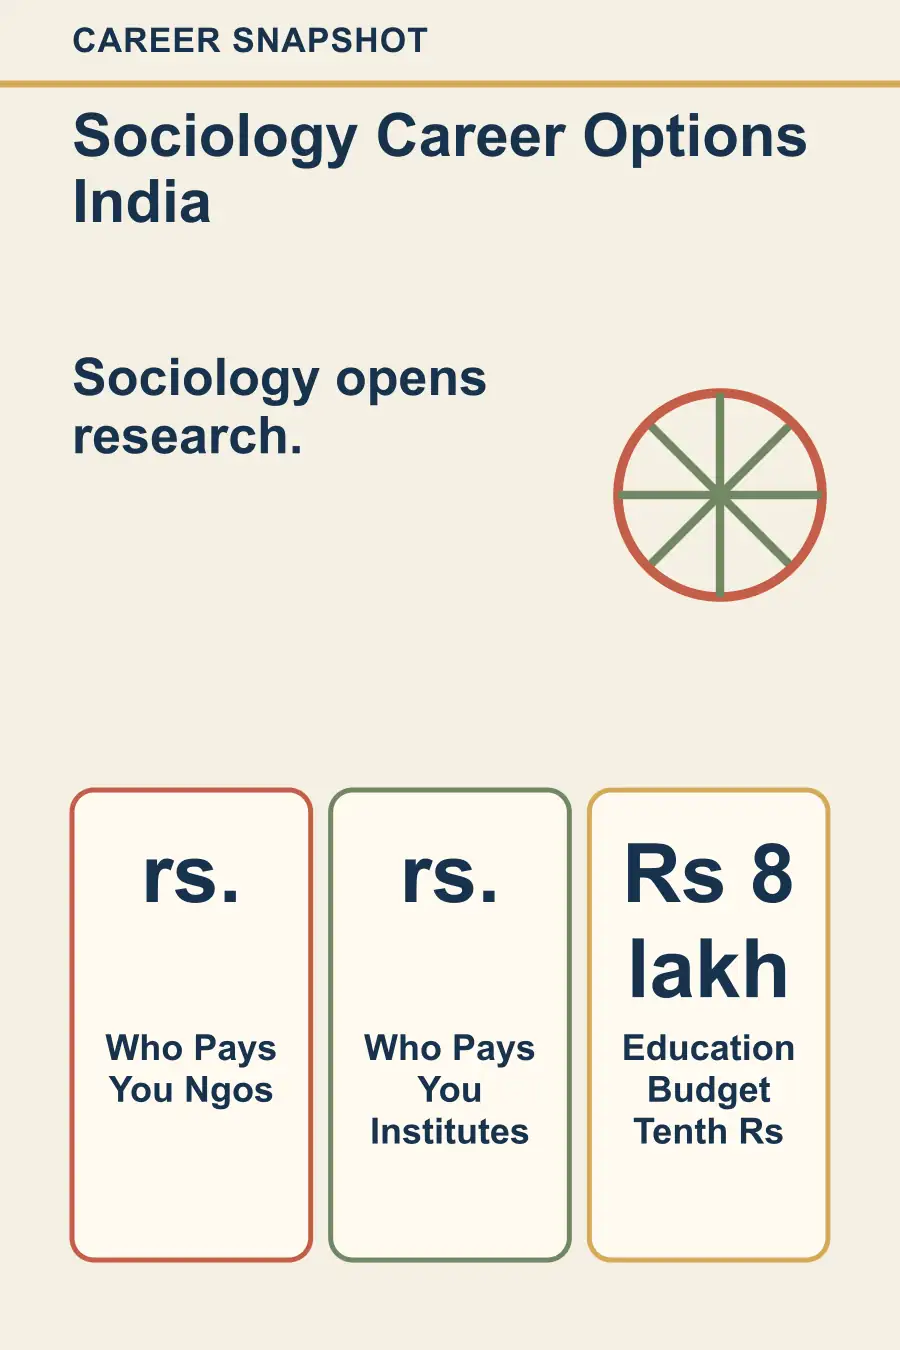 CAREER SNAPSHOT
Sociology Career Options
India
Sociology opens
research.
rs.
Who Pays
You Ngos
rs.
Who Pays
You
Institutes
Rs 8
lakh
Education
Budget
Tenth Rs